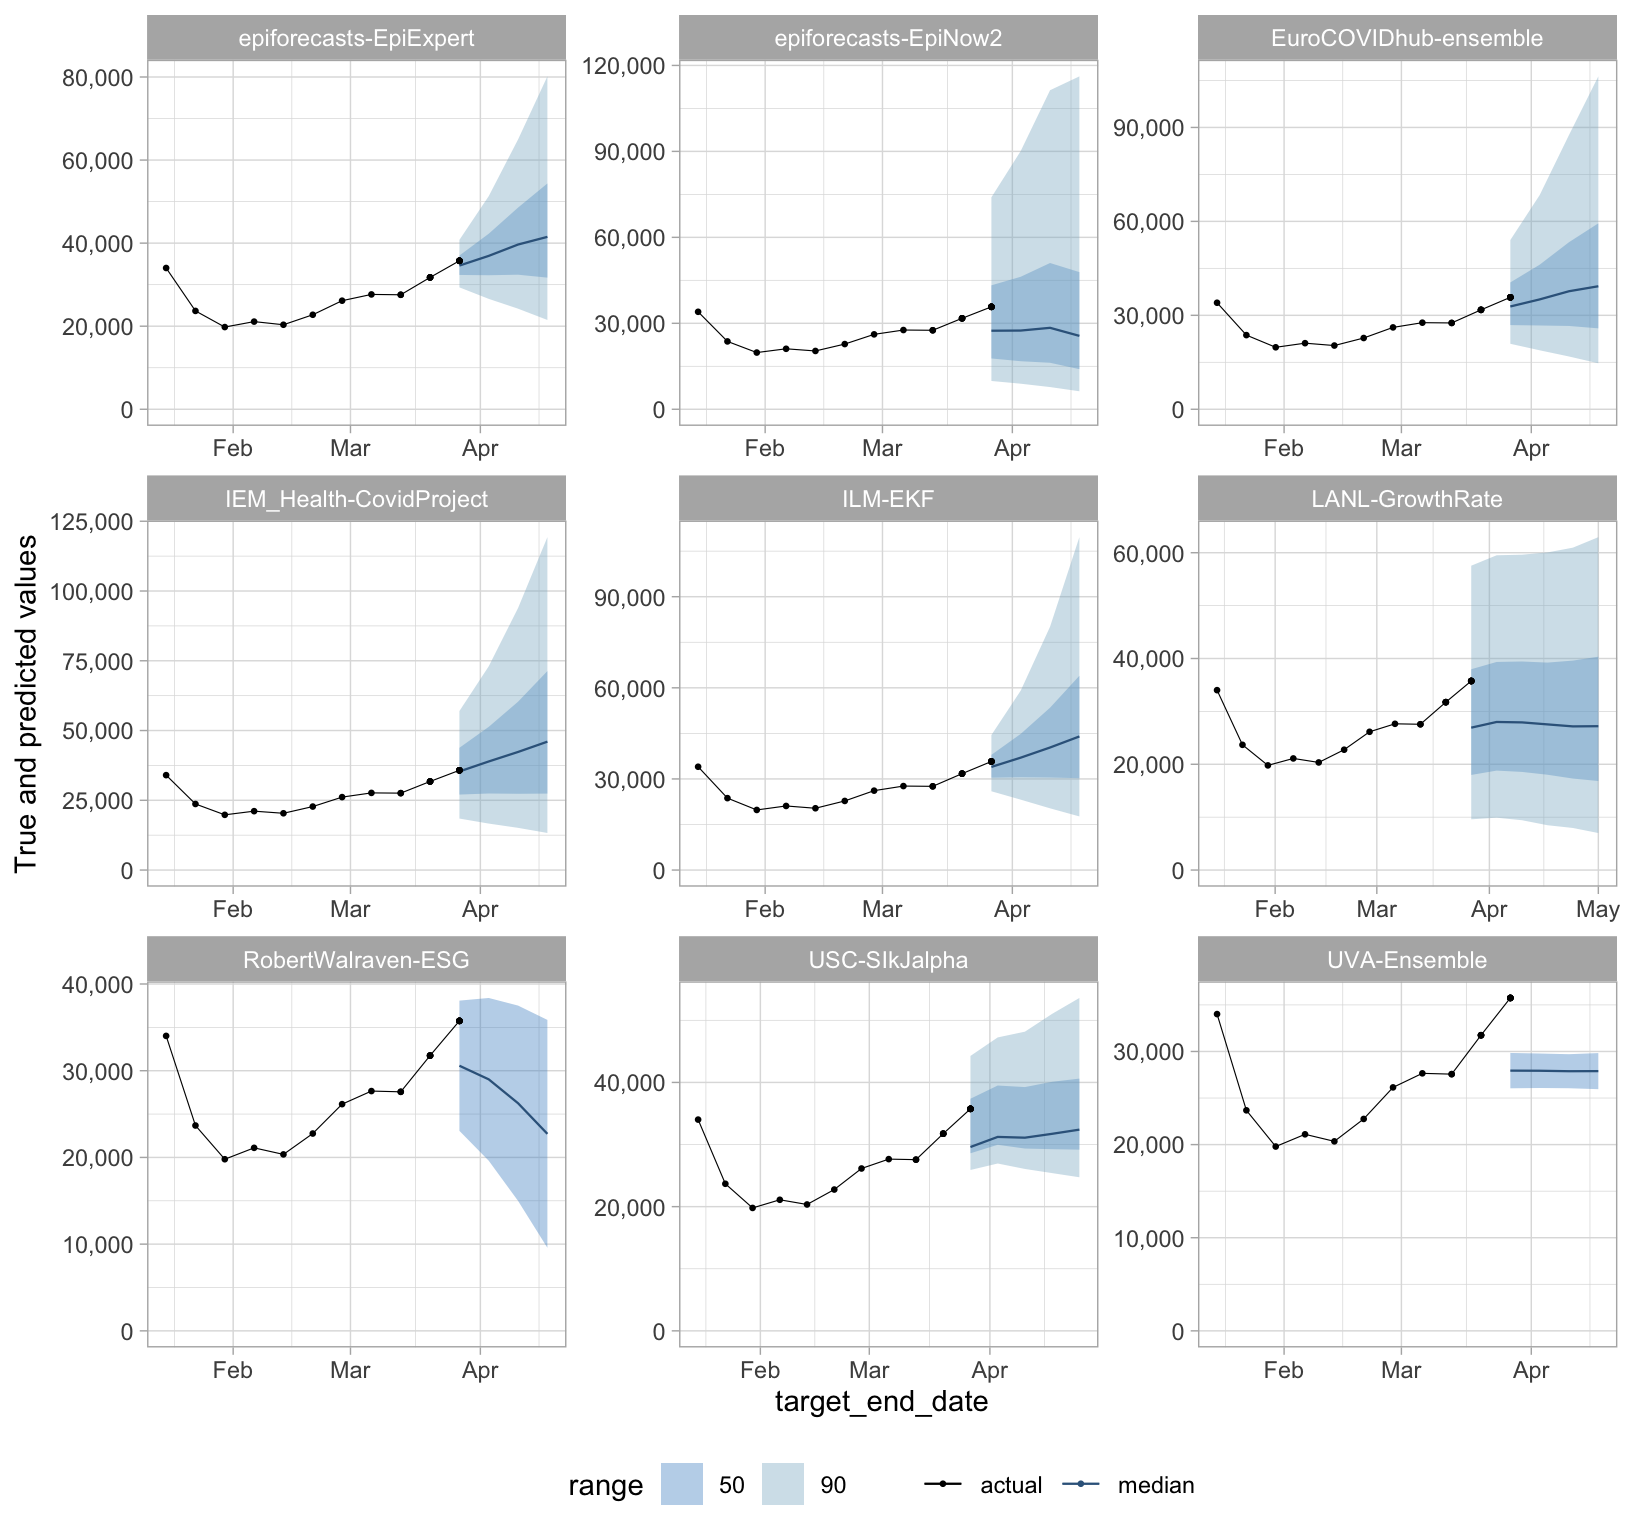 epiforecasts-EpiExpert
epiforecasts-EpiNow2
EuroCOVIDhub-ensemble
80,000
60,000
40,000
20,000
0
Feb Mar Apr
120,000
90,000
60,000
30,000
0
Feb Mar Apr
90,000
60,000
30,000
0
Feb Mar Apr
True and predicted values
IEM_Health-CovidProject
ILM-EKF
LANL-GrowthRate
125,000
100,000
75,000
50,000
25,000
0
Feb Mar Apr
90,000
60,000
30,000
0
Feb Mar Apr
60,000
40,000
20,000
0
Feb Mar Apr May
RobertWalraven-ESG
USC-SIkJalpha
UVA-Ensemble
40,000
30,000
20,000
10,000
0
Feb Mar Apr
40,000
20,000
0
Feb Mar Apr
30,000
20,000
10,000
0
Feb Mar Apr
target_end_date
range 50 90 actual median